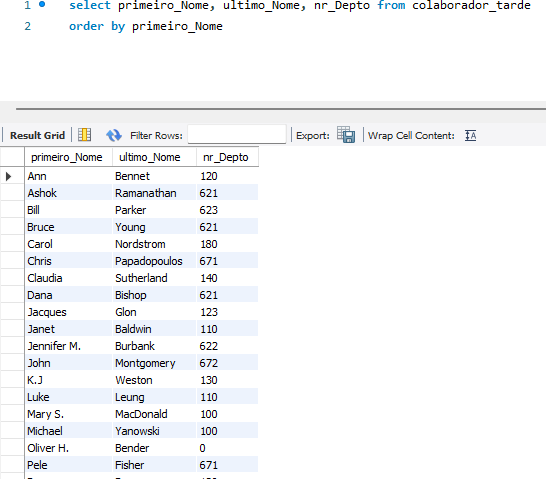 1 select primeiro_Nome, ultimo_Nome, nr_Depto from colaborador_tarde
2 order by primeiro_Nome
Result Grid Filter Rows: Export: Wrap Cell Content: IA
primeiro_Nome ultimo_Nome nr_Depto
Ann Bennet 120
Ashok Ramanathan 621
Bill Parker 623
Bruce Young 621
Carol Nordstrom 180
Chris Papadopoulos 671
Claudia Sutherland 140
Dana Bishop 621
Jacques Glon 123
Janet Baldwin 110
Jennifer M. Burbank 622
John Montgomery 672
K.J Weston 130
Luke Leung 110
Mary S. MacDonald 100
Michael Yanowski 100
Oliver H. Bender 0
Pele Fisher 671